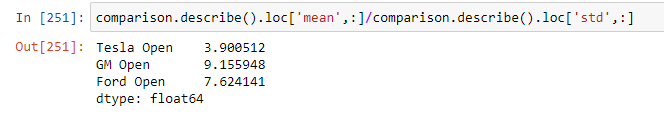 In [251]: comparison.describe().loc['mean',:]/comparison.describe().loc['std',:]
Out[251]: Tesla Open    3.900512
GM Open       9.155948
Ford Open     7.624141
dtype: float64